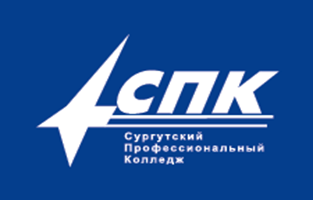 СПК
Сургутский
Профессиональный
Колледж